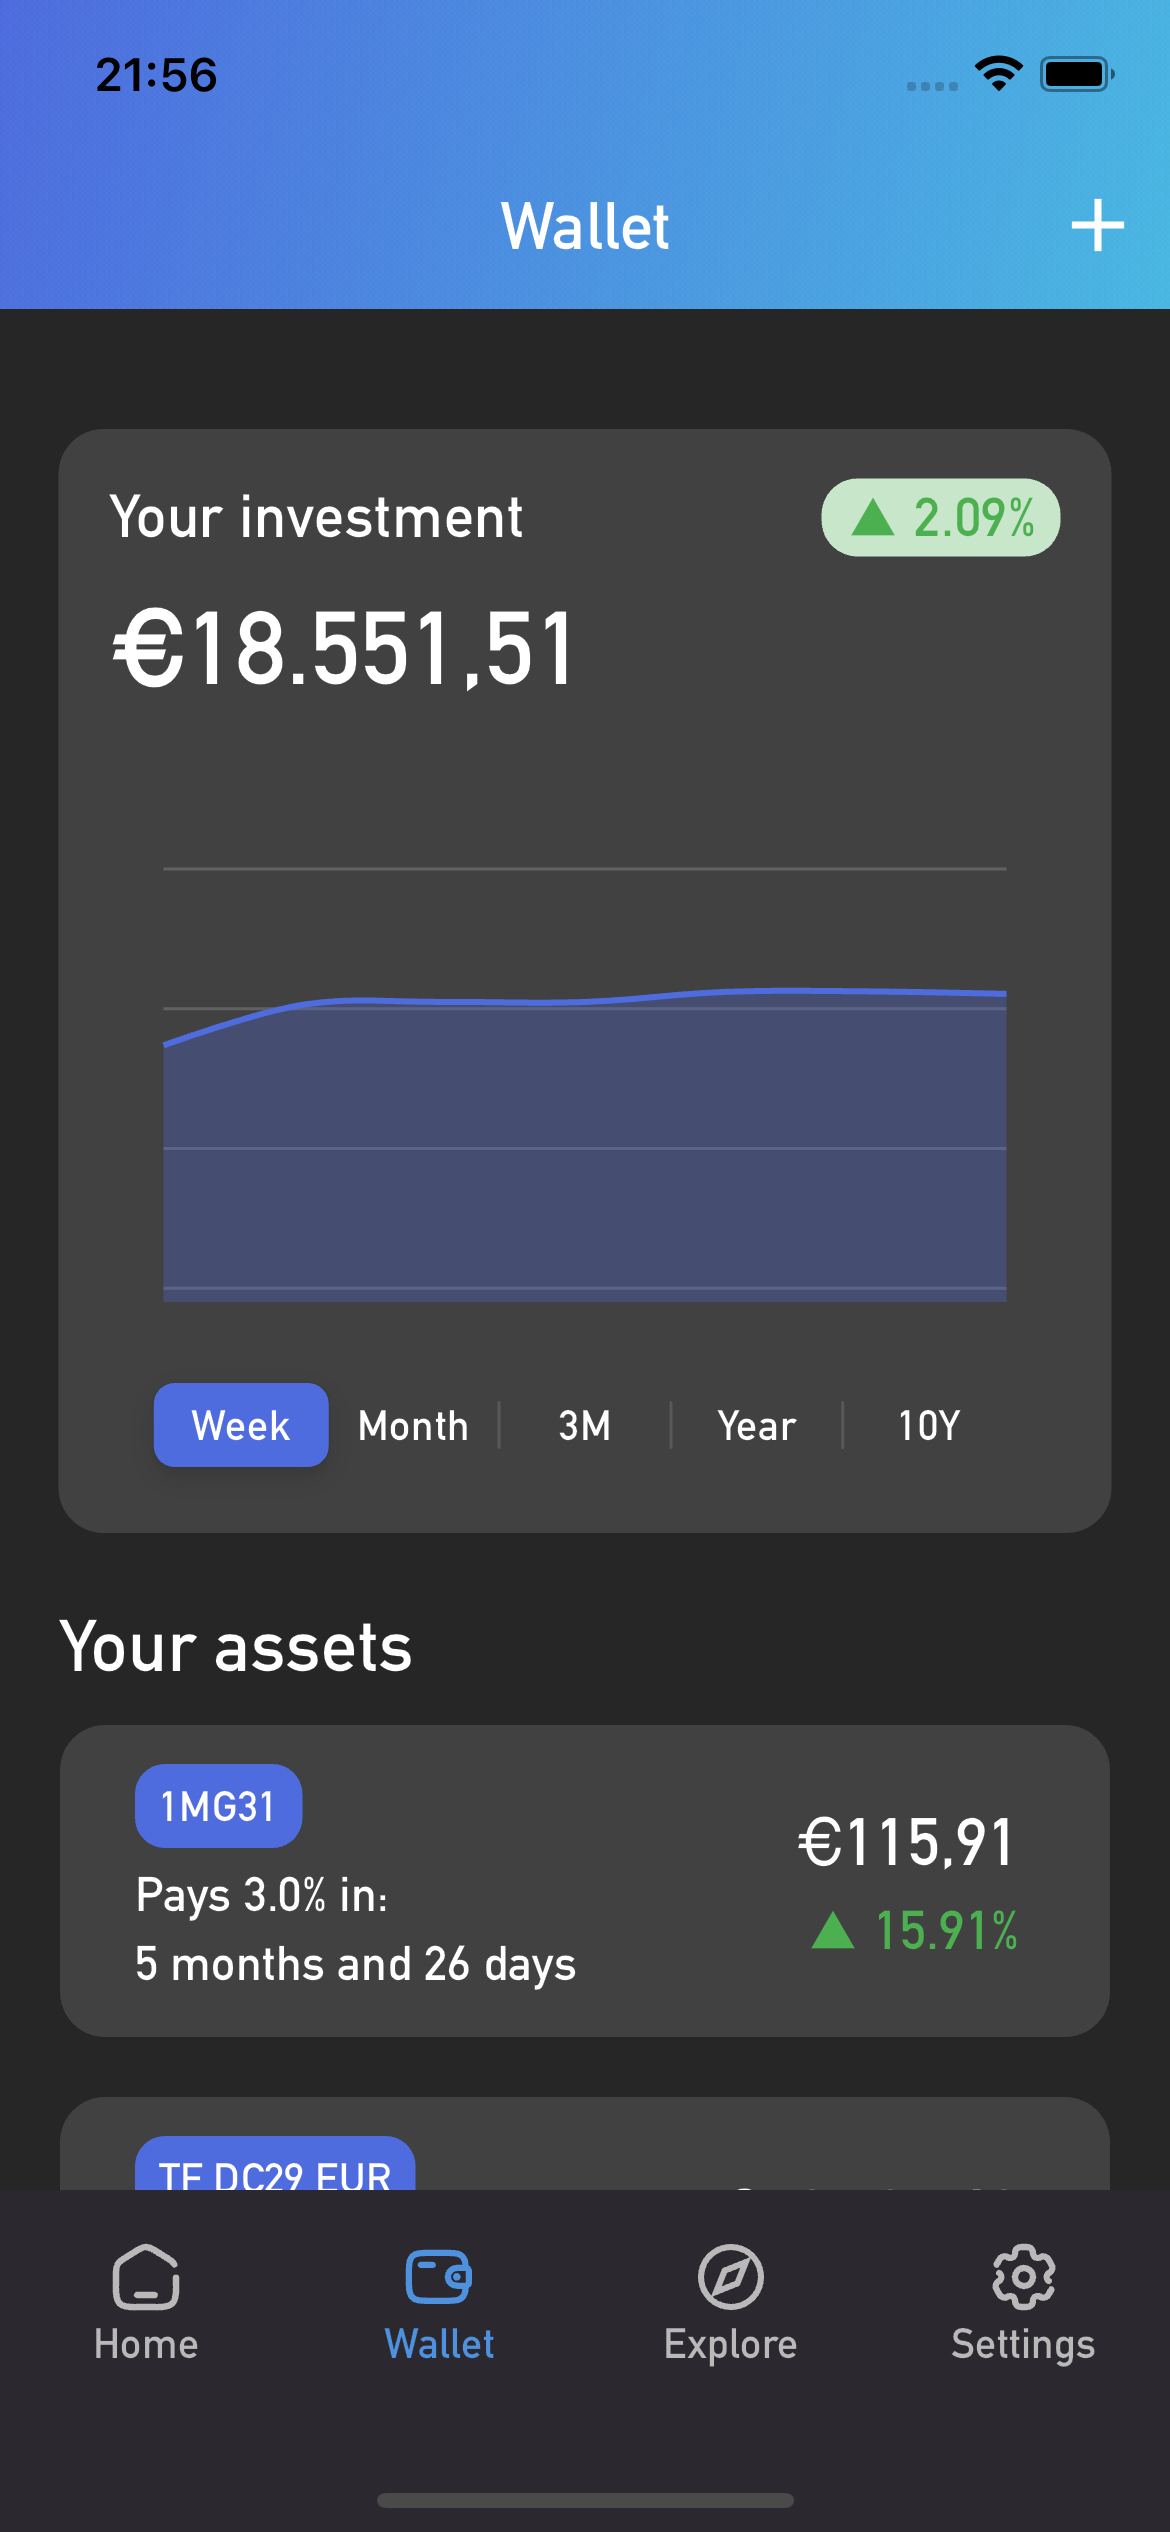 21:56
Wallet
Your investment
▲ 2.09%
€18.551,51
Week
Month
3M
Year
10Y
Your assets
1MG31
€115,91
Pays 3.0% in:
▲ 15.91%
5 months and 26 days
DC29 EUR
Home
Wallet
Explore
Settings